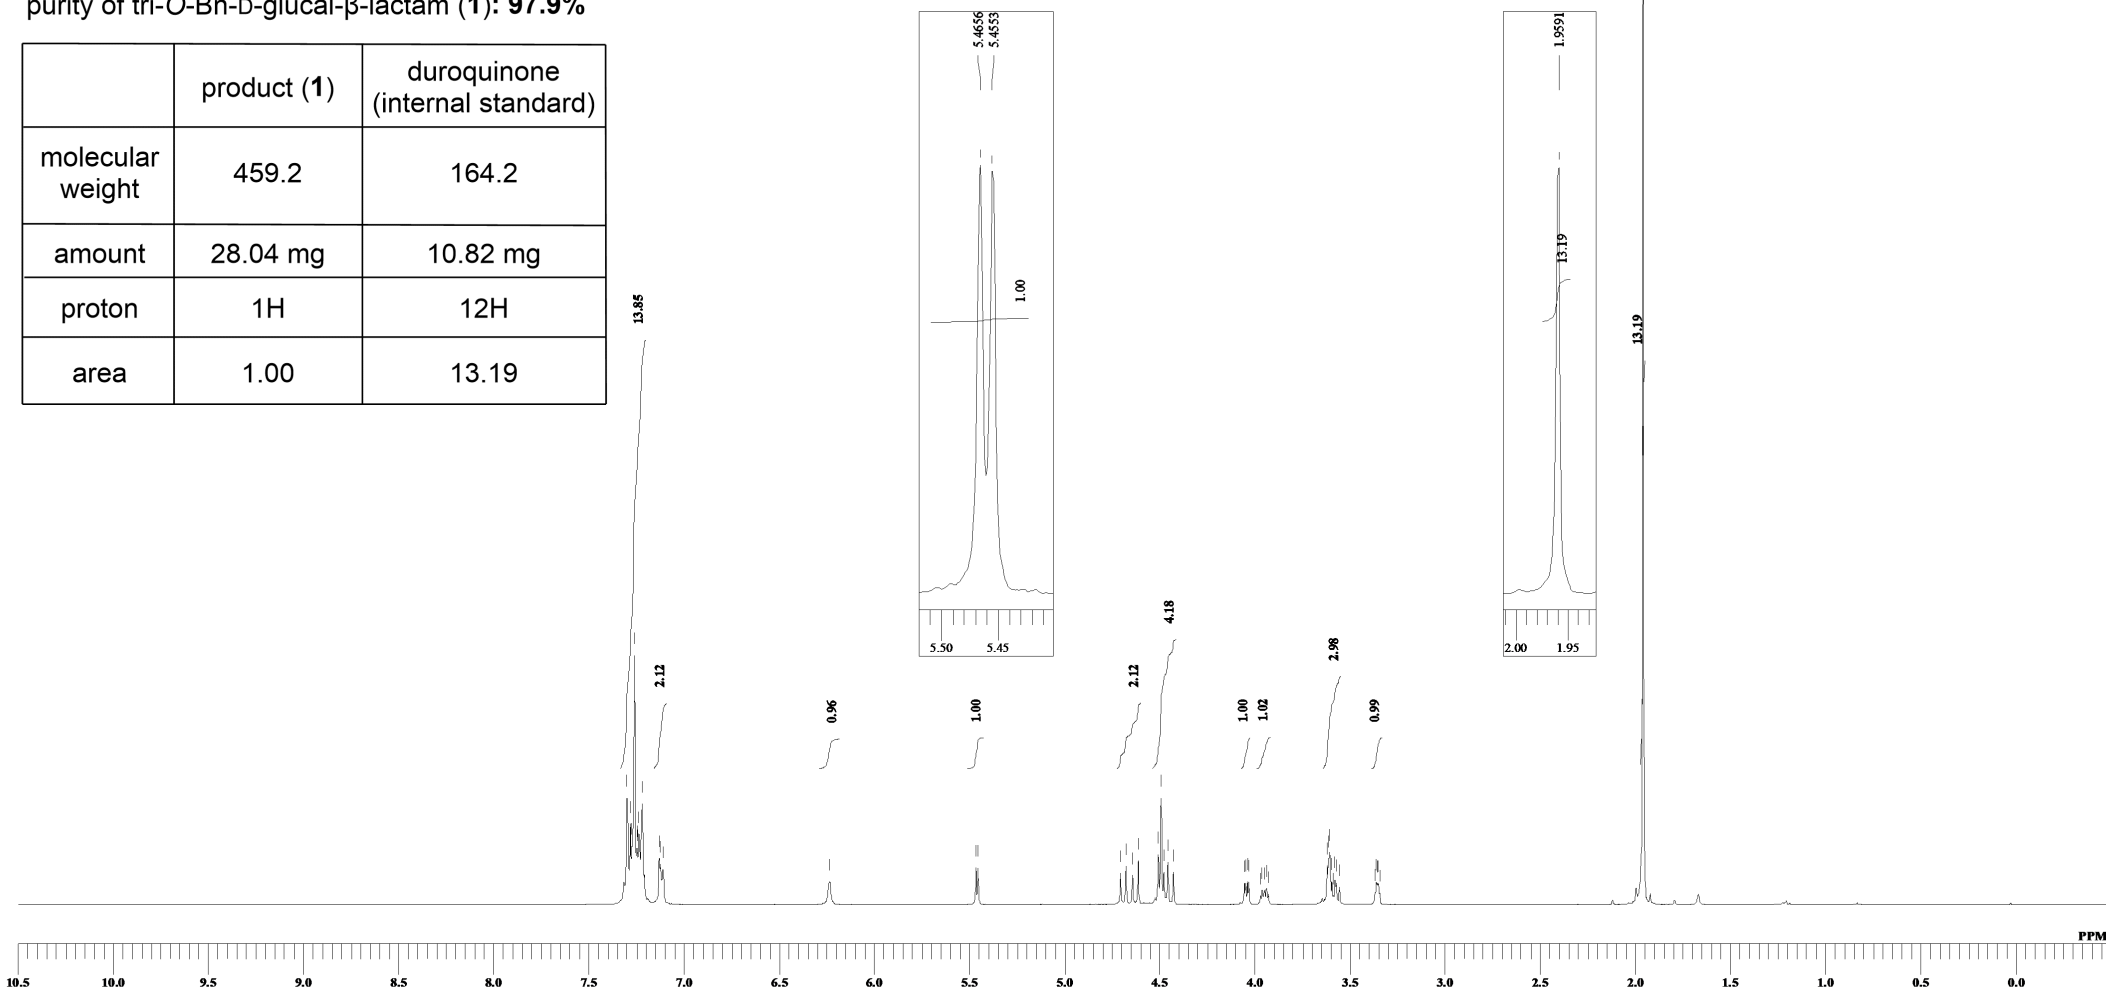 purity of tri-O-Bn-D-glucal-β-lactam (1): 97.9%
product (1)
duroquinone
(internal standard)
molecular
weight
459.2
164.2
amount
28.04 mg
10.82 mg
proton
1H
12H
area
1.00
13.19
5.4656
5.4553
1.00
5.50
5.45
1.9591
13.19
2.00
1.95
13.85
2.12
0.96
1.00
2.12
4.18
1.00
1.02
2.98
0.99
13.19
PPM
10.5 10.0 9.5 9.0 8.5 8.0 7.5 7.0 6.5 6.0 5.5 5.0 4.5 4.0 3.5 3.0 2.5 2.0 1.5 1.0 0.5 0.0